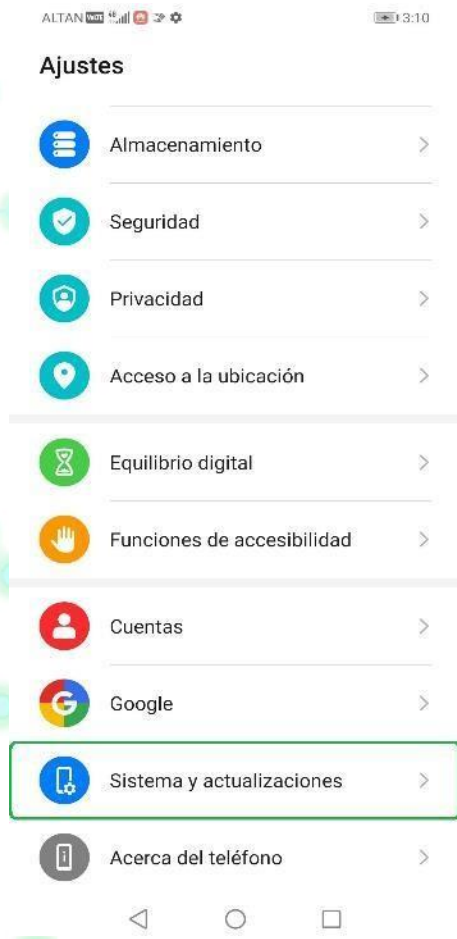 ALTAN VoLTE 3:10
Ajustes
Almacenamiento
Seguridad
Privacidad
Acceso a la ubicación
Equilibrio digital
Funciones de accesibilidad
Cuentas
Google
Sistema y actualizaciones
Acerca del teléfono